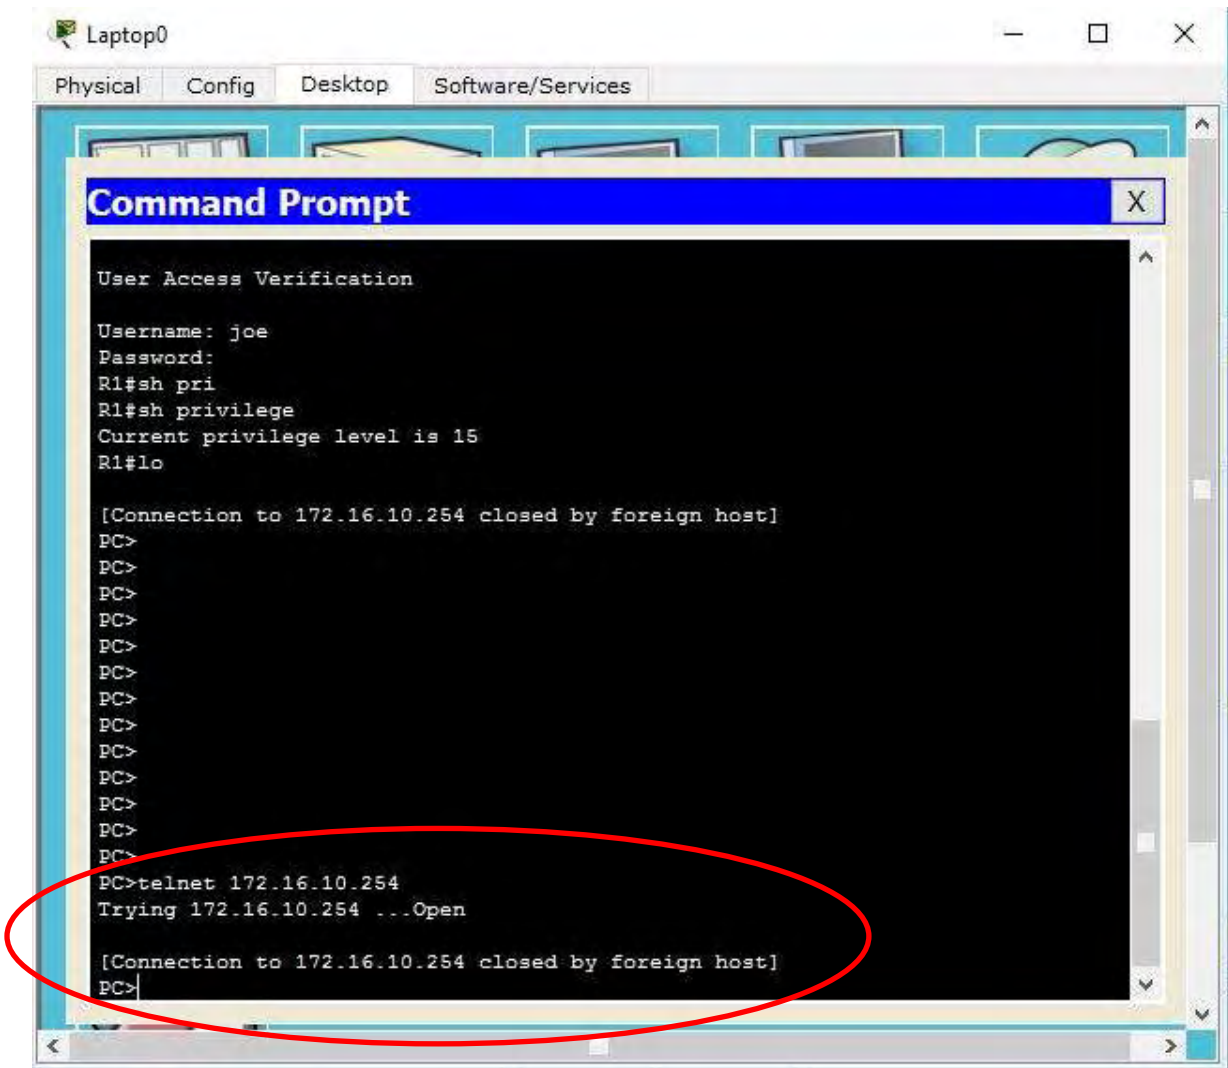 Laptop0
Physical Config Desktop Software/Services
Command Prompt X
User Access Verification
Username: joe
Password:
R1#sh pri
R1#sh privilege
Current privilege level is 15
R1#lo
[Connection to 172.16.10.254 closed by foreign host]
PC>
PC>
PC>
PC>
PC>
PC>
PC>
PC>
PC>
PC>
PC>
PC>
PC>
PC>telnet 172.16.10.254
Trying 172.16.10.254 ...Open
[Connection to 172.16.10.254 closed by foreign host]
PC>